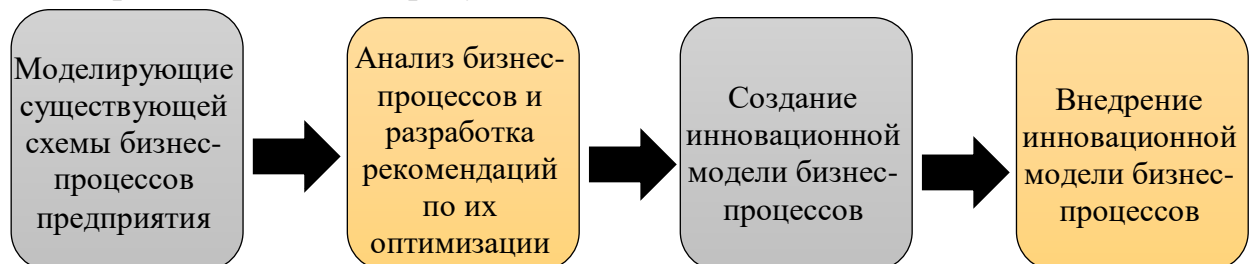 Моделирующие
существующей
схемы бизнес-
процессов
предприятия
Анализ бизнес-
процессов и
разработка
рекомендаций
по их
оптимизации
Создание
инновационной
модели бизнес-
процессов
Внедрение
инновационной
модели бизнес-
процессов